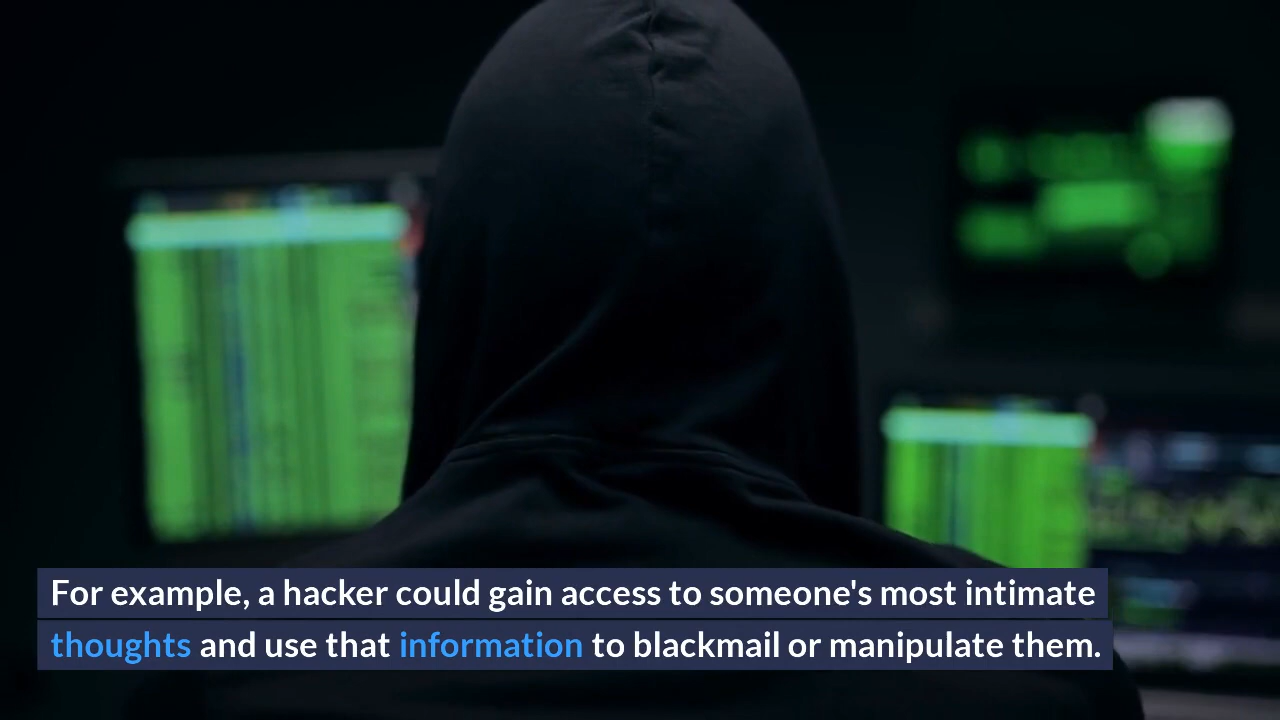 For example, a hacker could gain access to someone's most intimate
thoughts and use that information to blackmail or manipulate them.